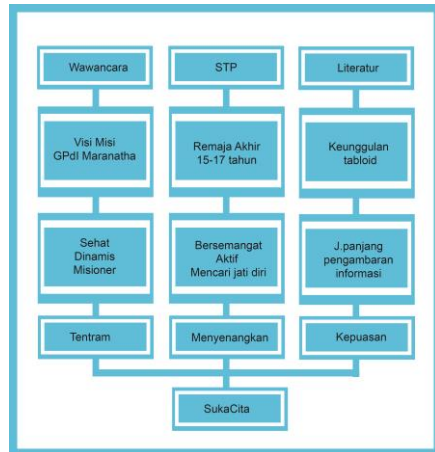 Wawancara
STP
Literatur
Visi Misi
GPdI Maranatha
Remaja Akhir
15-17 tahun
Keunggulan
tabloid
Sehat
Dinamis
Misioner
Bersemangat
Aktif
Mencari jati diri
J.panjang
pengambaran
informasi
Tentram
Menyenangkan
Kepuasan
SukaCita